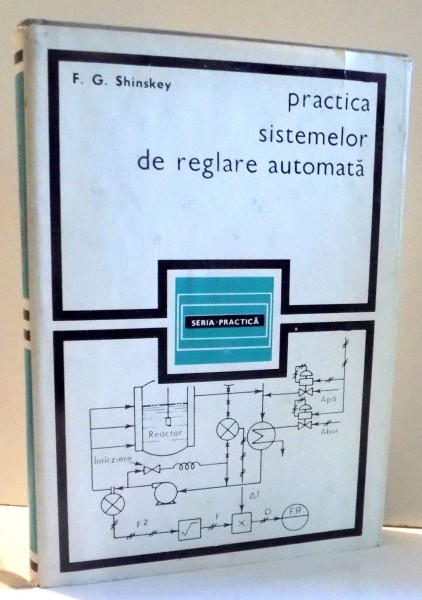 F. G. Shinskey
practica
sistemelor
de reglare automată
SERIA·PRACTICĂ
Reactor
Apă
Abur
Întîrziere
ΔT
F2
√
F
×
Q
FR